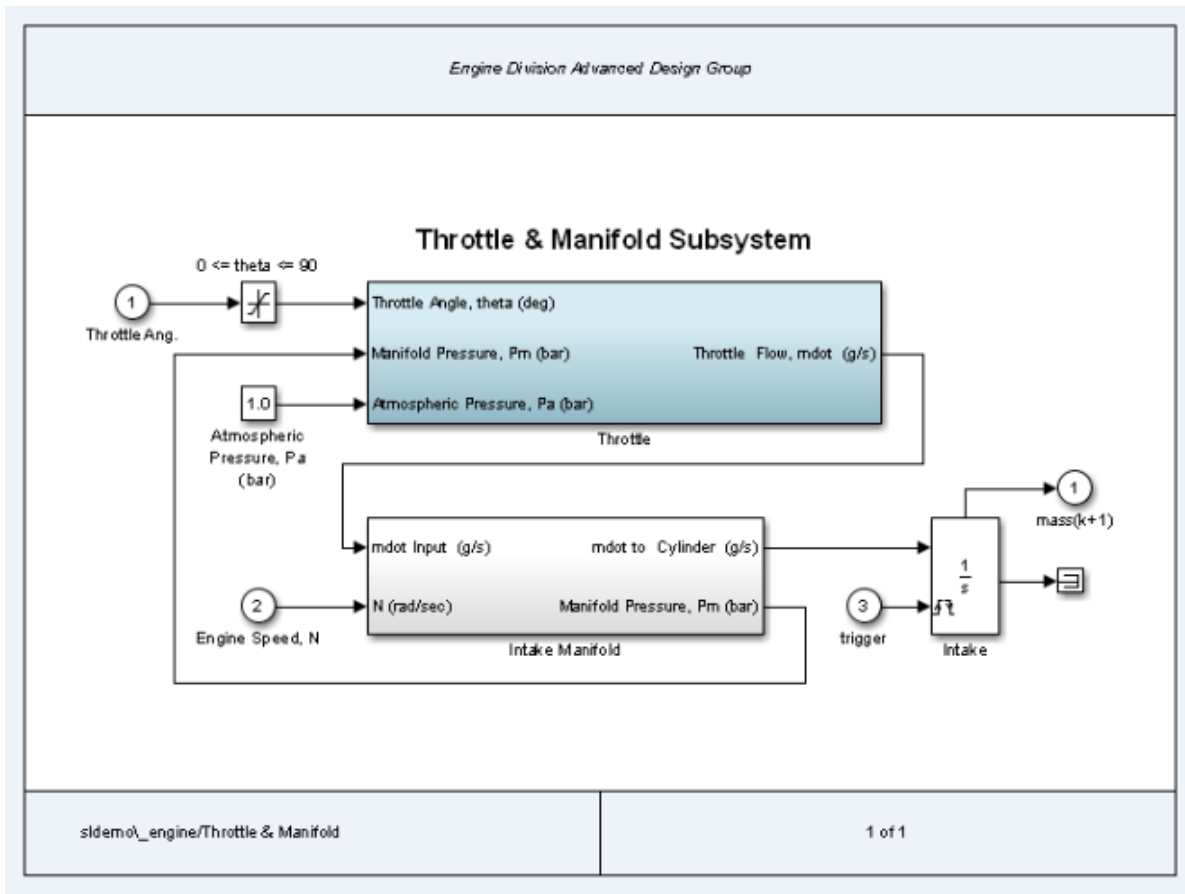 Engine Division Advanced Design Group
Throttle & Manifold Subsystem
0 <= theta <= 90
1
Throttle Ang.
Throttle Angle, theta (deg)
Manifold Pressure, Pm (bar)
Throttle Flow, mdot (g/s)
1.0
Atmospheric Pressure, Pa (bar)
Atmospheric
Pressure, Pa
(bar)
Throttle
1
mass(k+1)
mdot Input (g/s)
mdot to Cylinder (g/s)
1
s
2
N (rad/sec)
Manifold Pressure, Pm (bar)
3
Engine Speed, N
Intake Manifold
trigger
Intake
sldemo\_engine/Throttle & Manifold
1 of 1